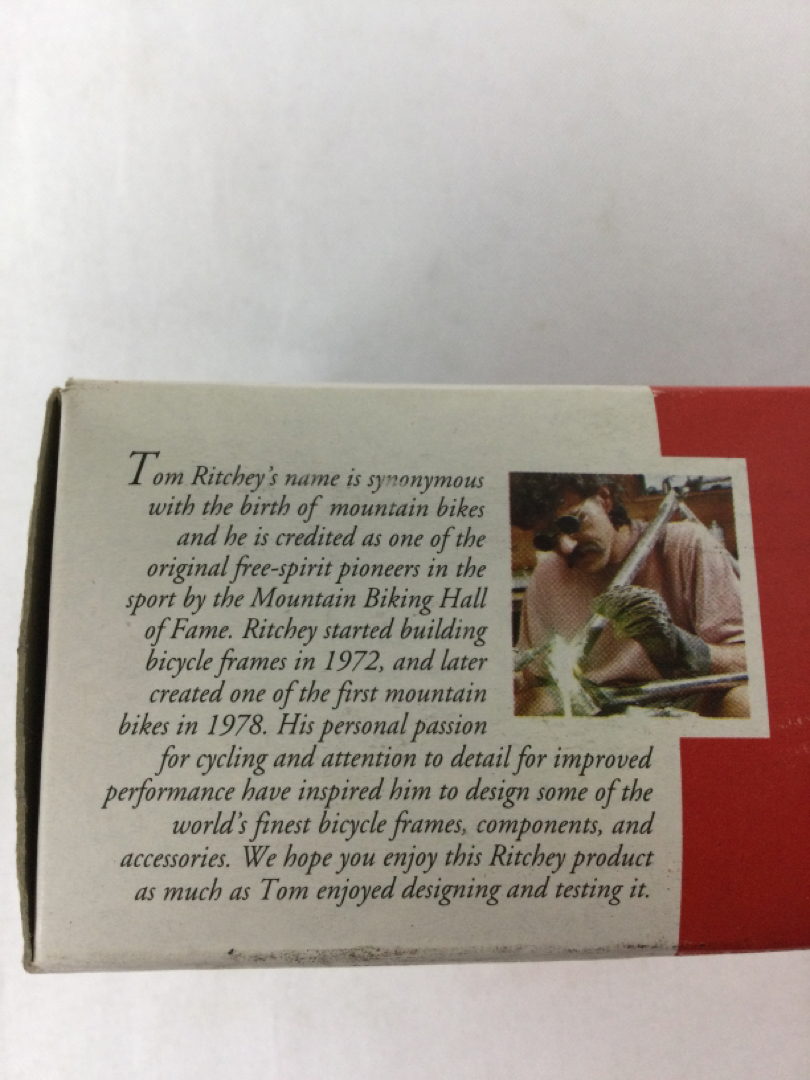 Tom Ritchey's name is synonymous
with the birth of mountain bikes
and he is credited as one of the
original free-spirit pioneers in the
sport by the Mountain Biking Hall
of Fame. Ritchey started building
bicycle frames in 1972, and later
created one of the first mountain
bikes in 1978. His personal passion
for cycling and attention to detail for improved
performance have inspired him to design some of the
world's finest bicycle frames, components, and
accessories. We hope you enjoy this Ritchey product
as much as Tom enjoyed designing and testing it.